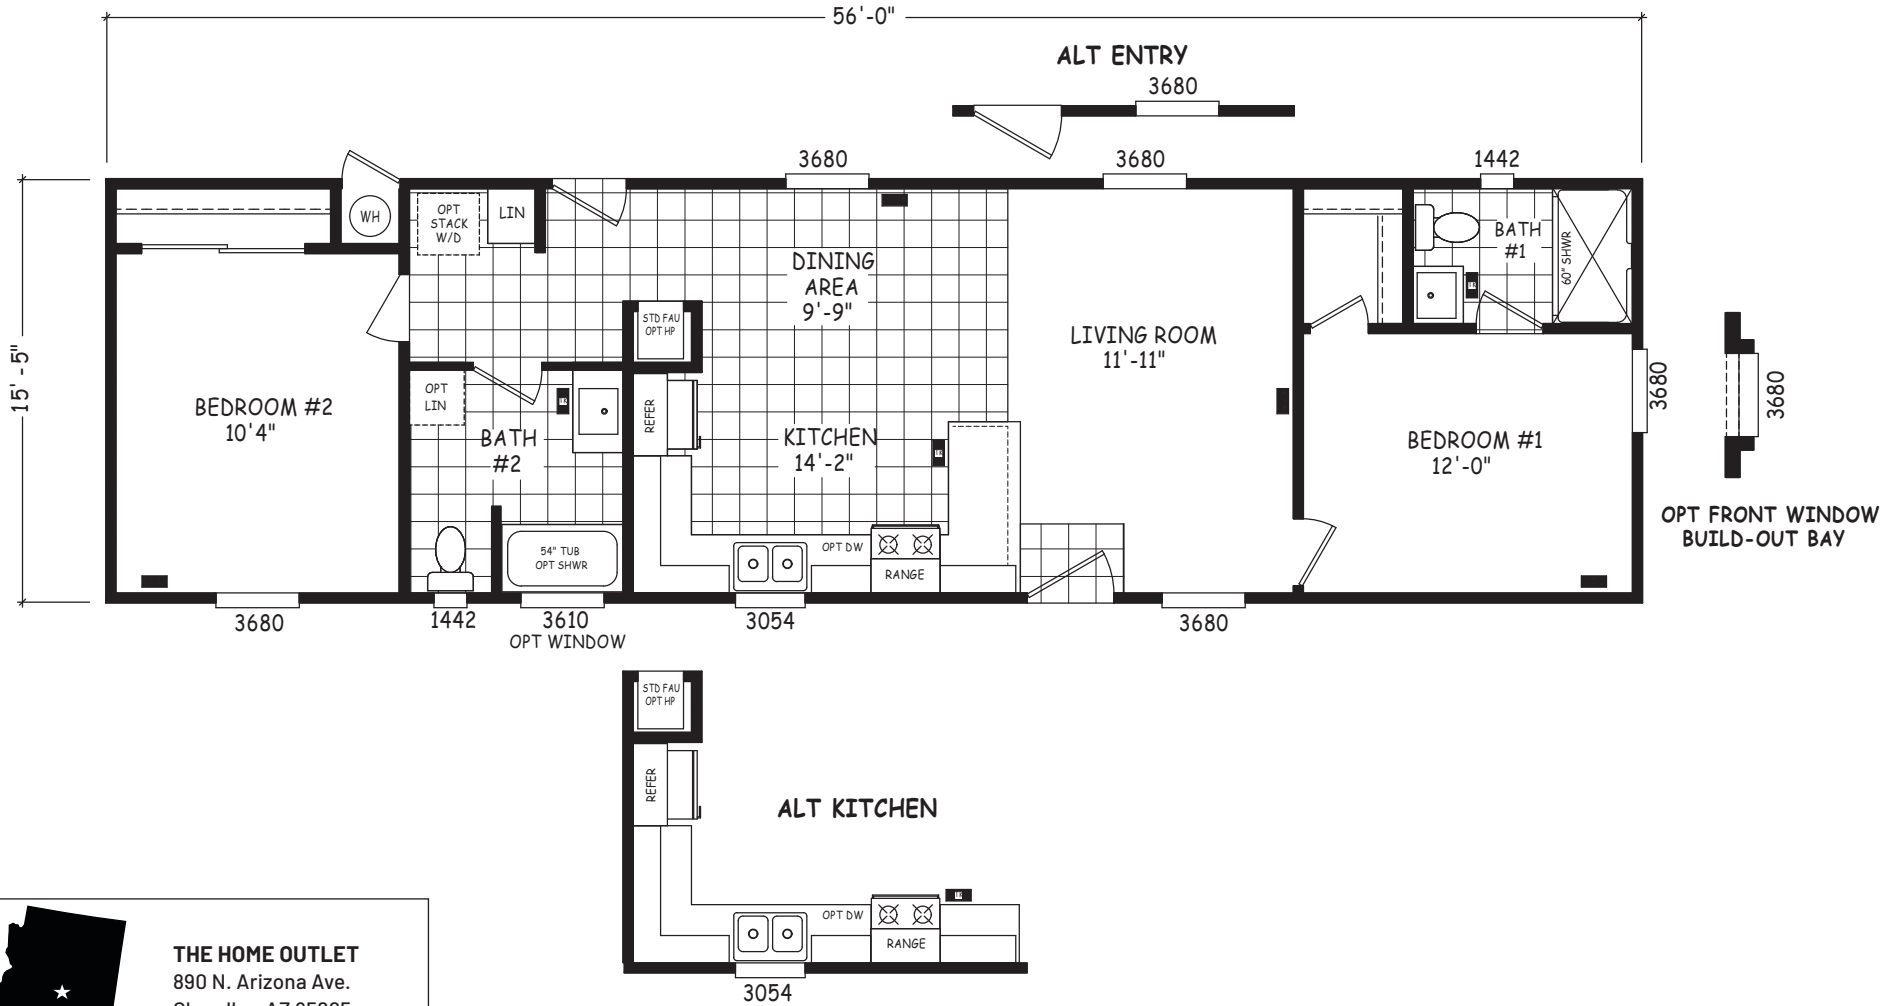 56'-0"
ALT ENTRY
3680
3680
3680
1442
15'-5"
WH
OPT
STACK
W/D
LIN
DINING
AREA
9'-9"
STD FAU
OPT HP
LIVING ROOM
11'-11"
BATH
#1
60" SHWR
3680
3680
BEDROOM #2
10'4"
OPT
LIN
BATH
#2
REFER
KITCHEN
14'-2"
BEDROOM #1
12'-0"
OPT FRONT WINDOW
BUILD-OUT BAY
54" TUB
OPT SHWR
OPT DW
RANGE
3680
1442
3610
OPT WINDOW
3054
3680
STD FAU
OPT HP
REFER
ALT KITCHEN
OPT DW
RANGE
3054
THE HOME OUTLET
890 N. Arizona Ave.